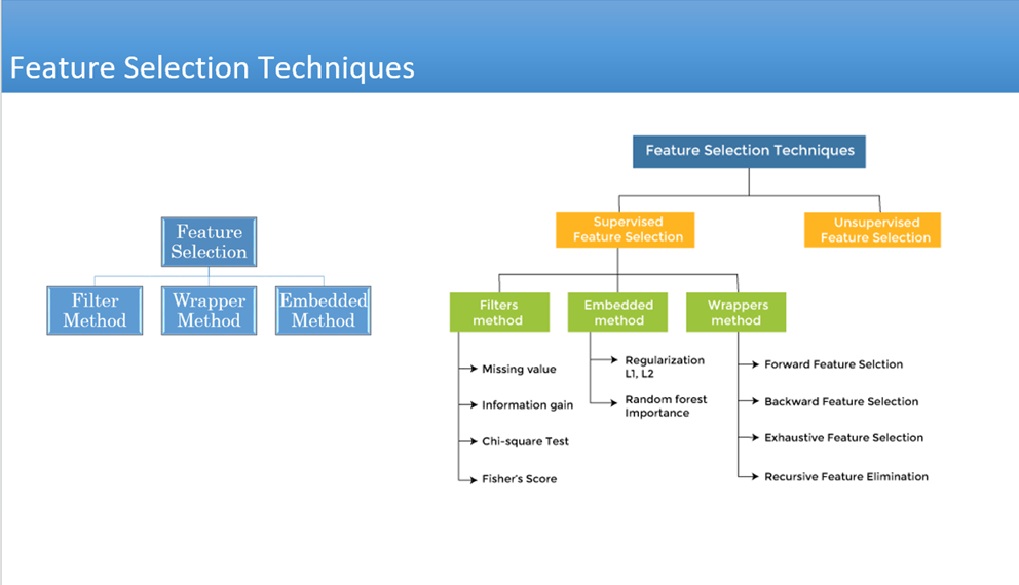 Feature Selection Techniques
Feature
Selection
Filter
Method
Wrapper
Method
Embedded
Method
Feature Selection Techniques
Supervised
Feature Selection
Unsupervised
Feature Selection
Filters
method
Embedded
method
Wrappers
method
Missing value
Information gain
Chi-square Test
Fisher's Score
Regularization
L1, L2
Random forest
Importance
Forward Feature Selction
Backward Feature Selection
Exhaustive Feature Selection
Recursive Feature Elimination